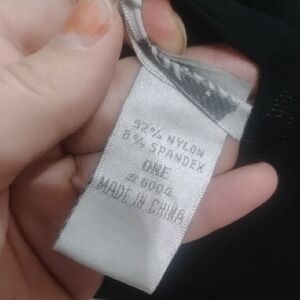 92% NYLON
8% SPANDEX
ONE
# 6004
MADE IN CHINA